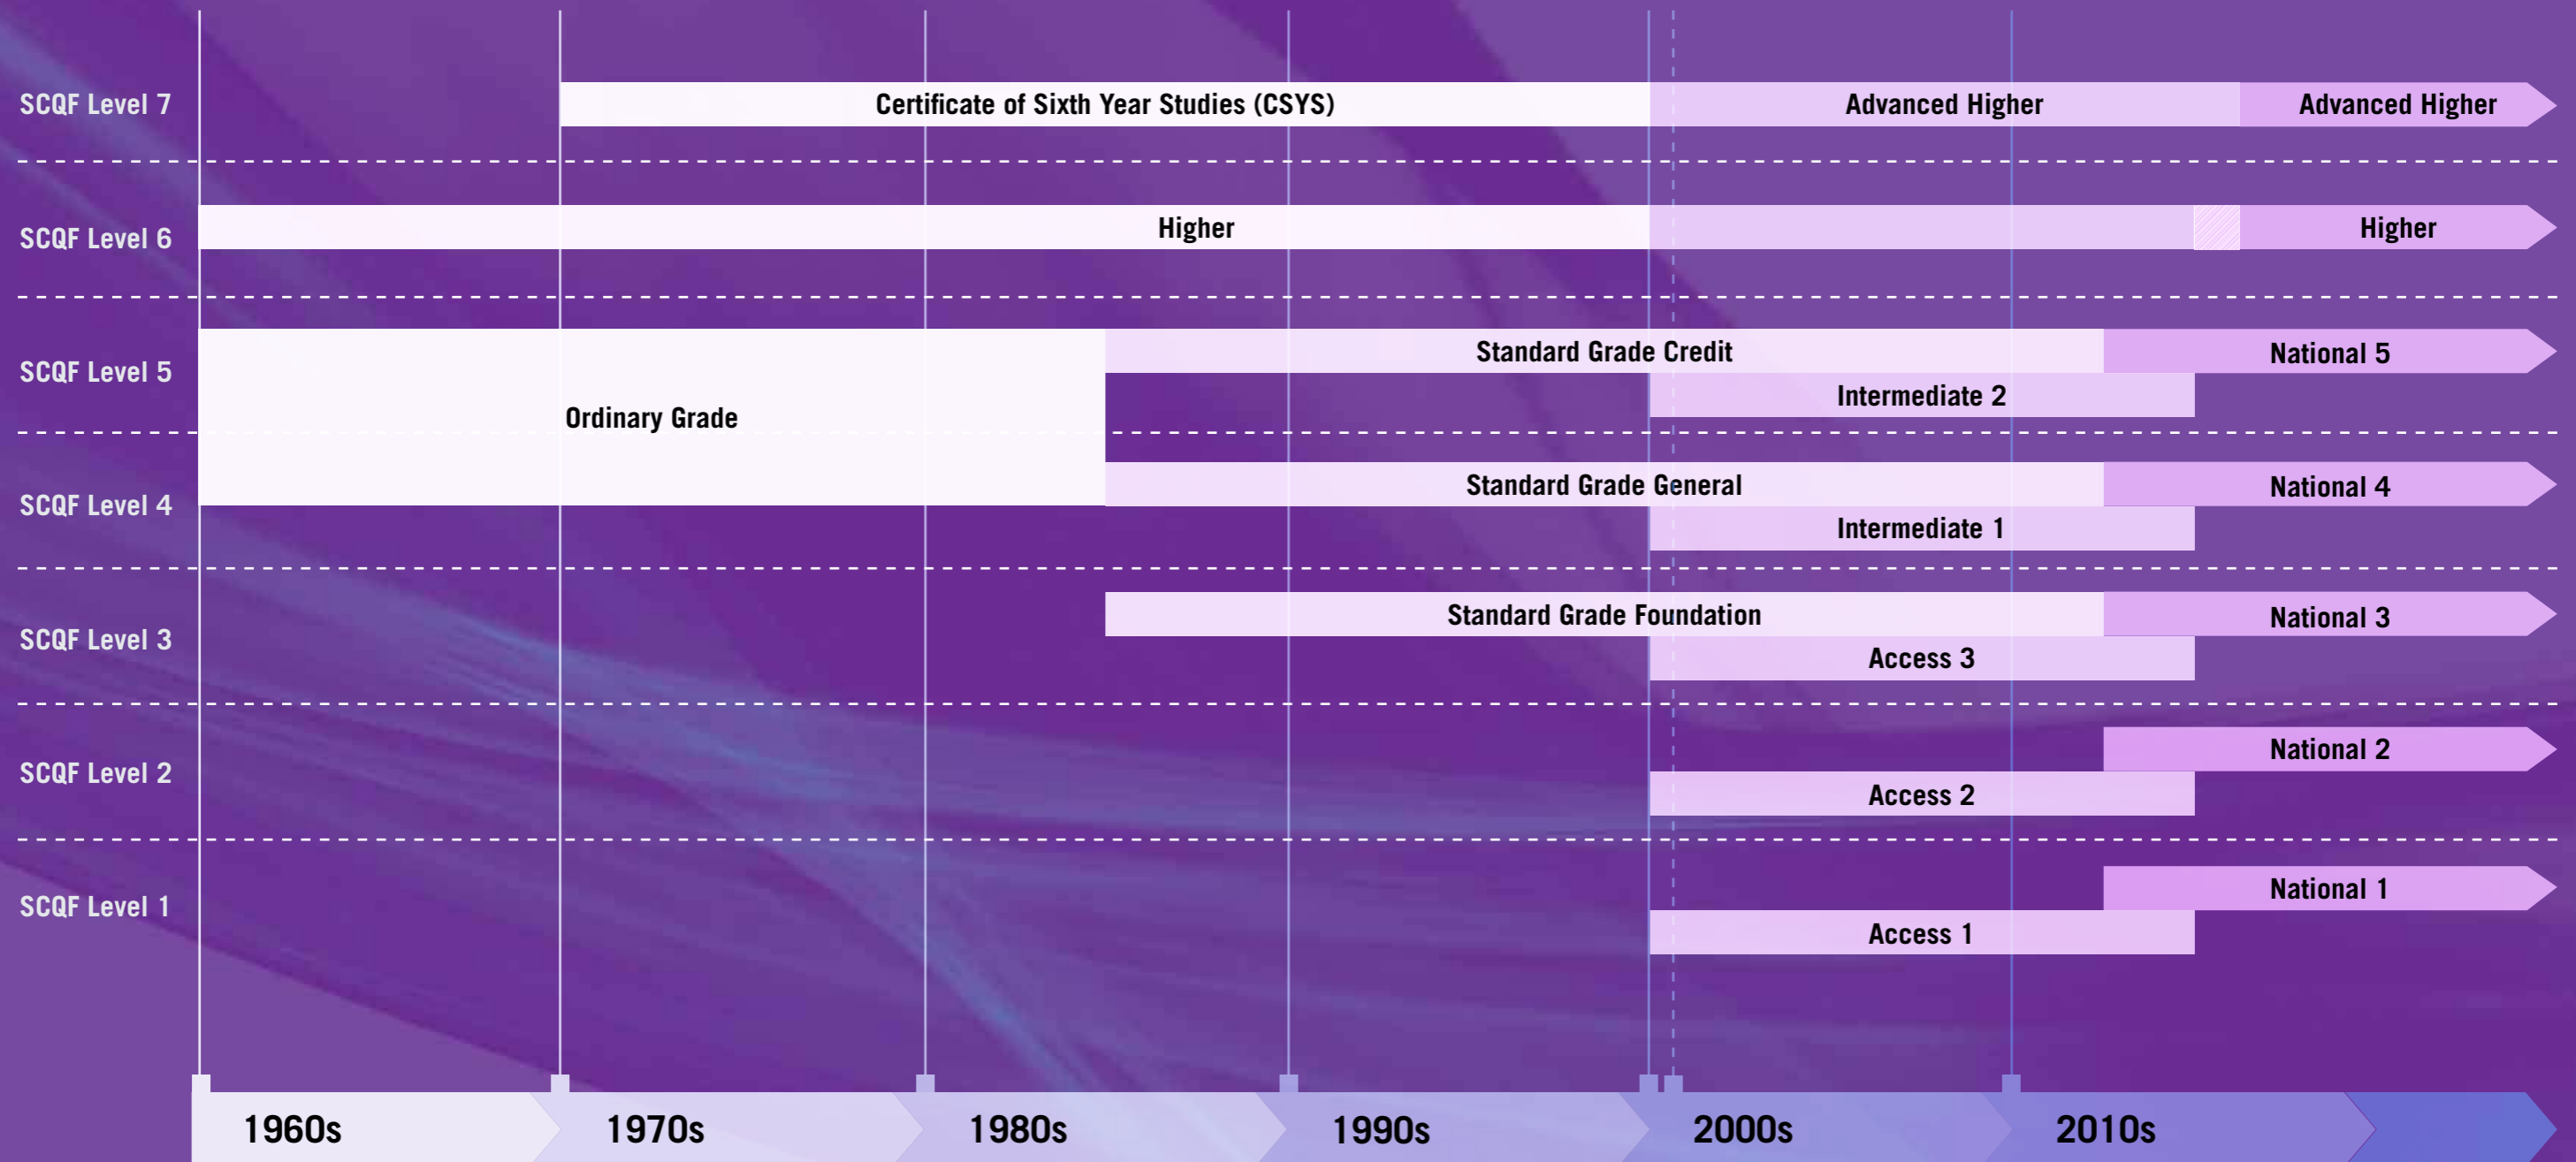 SCQF Level 7
Certificate of Sixth Year Studies (CSYS)
Advanced Higher
Advanced Higher
SCQF Level 6
Higher
Higher
SCQF Level 5
Standard Grade Credit
National 5
Intermediate 2
Ordinary Grade
SCQF Level 4
Standard Grade General
National 4
Intermediate 1
SCQF Level 3
Standard Grade Foundation
National 3
Access 3
SCQF Level 2
National 2
Access 2
SCQF Level 1
National 1
Access 1
1960s
1970s
1980s
1990s
2000s
2010s